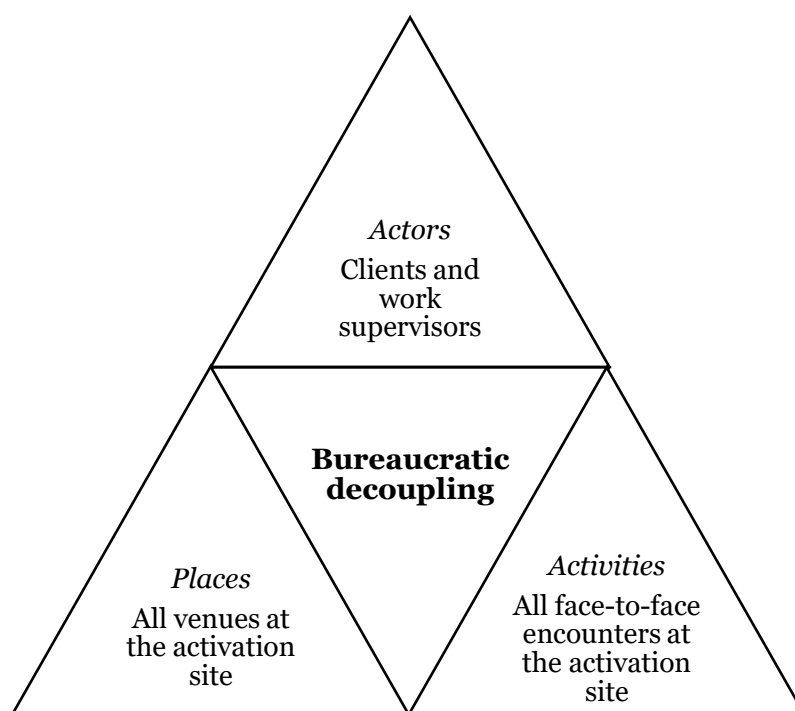 Actors
Clients and
work
supervisors
Bureaucratic
decoupling
Places
All venues at
the activation
site
Activities
All face-to-face
encounters at
the activation
site